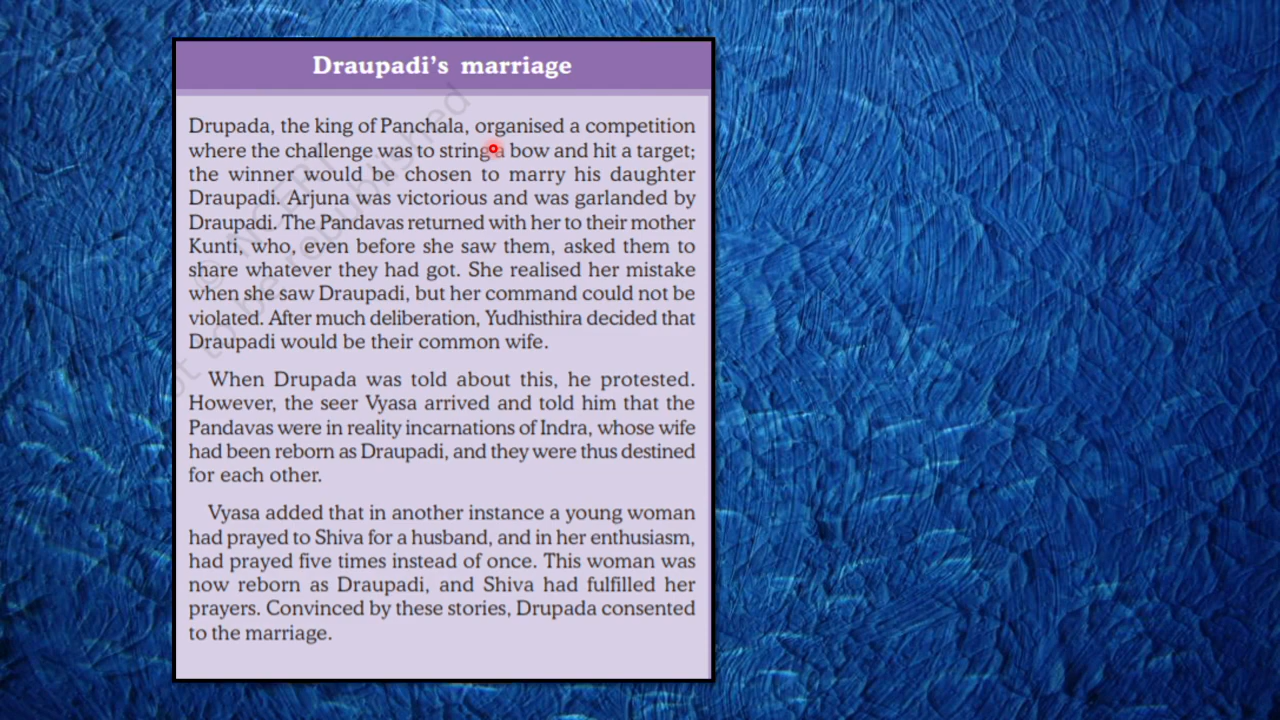 Draupadi's marriage
Drupada, the king of Panchala, organised a competition
where the challenge was to string a bow and hit a target;
the winner would be chosen to marry his daughter
Draupadi. Arjuna was victorious and was garlanded by
Draupadi. The Pandavas returned with her to their mother
Kunti, who, even before she saw them, asked them to
share whatever they had got. She realised her mistake
when she saw Draupadi, but her command could not be
violated. After much deliberation, Yudhisthira decided that
Draupadi would be their common wife.
When Drupada was told about this, he protested.
However, the seer Vyasa arrived and told him that the
Pandavas were in reality incarnations of Indra, whose wife
had been reborn as Draupadi, and they were thus destined
for each other.
Vyasa added that in another instance a young woman
had prayed to Shiva for a husband, and in her enthusiasm,
had prayed five times instead of once. This woman was
now reborn as Draupadi, and Shiva had fulfilled her
prayers. Convinced by these stories, Drupada consented
to the marriage.
© NCERT
not to be republished